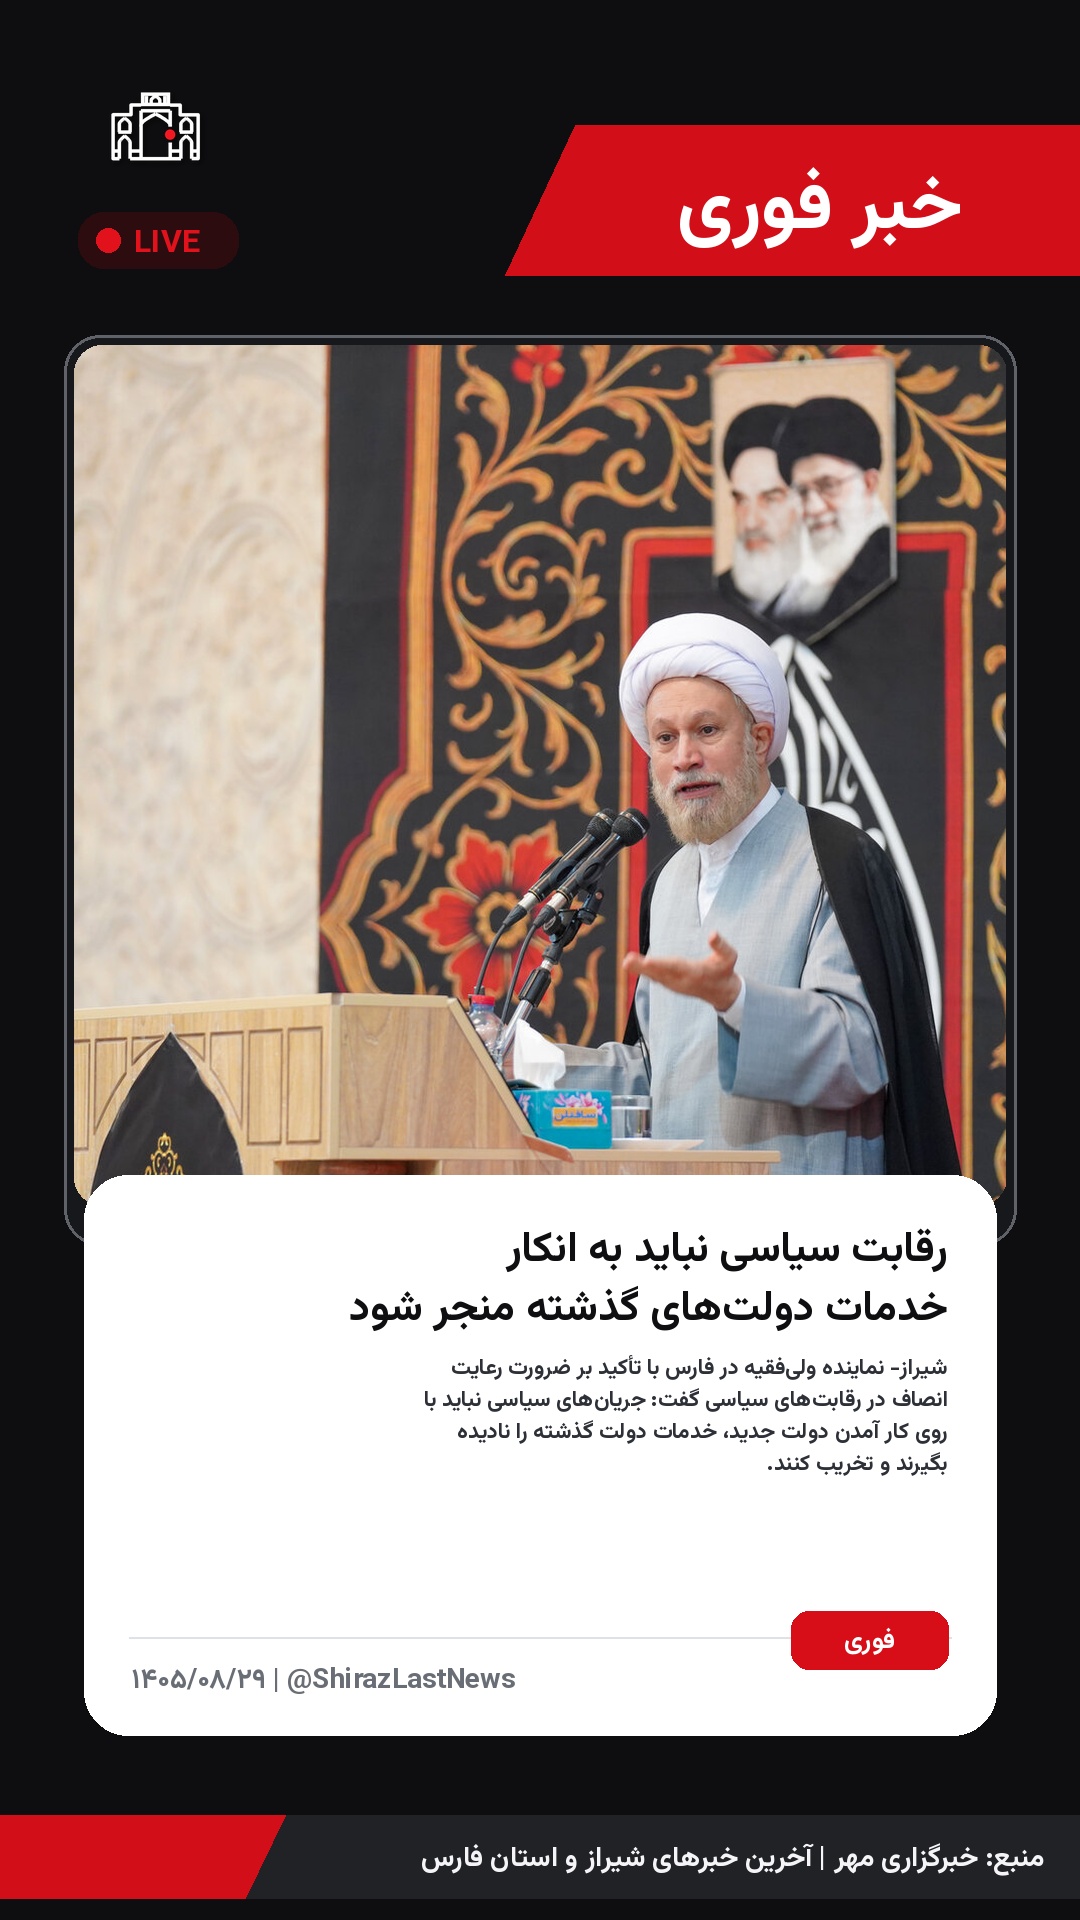 خبر فوری
LIVE
سافتلن
رقابت سیاسی نباید به انکار
خدمات دولت‌های گذشته منجر شود
شیراز- نماینده ولی‌فقیه در فارس با تأکید بر ضرورت رعایت
انصاف در رقابت‌های سیاسی گفت: جریان‌های سیاسی نباید با
روی کار آمدن دولت جدید، خدمات دولت گذشته را نادیده
بگیرند و تخریب کنند.
فوری
۱۴۰۵/۰۸/۲۹ | @ShirazLastNews
منبع: خبرگزاری مهر | آخرین خبرهای شیراز و استان فارس